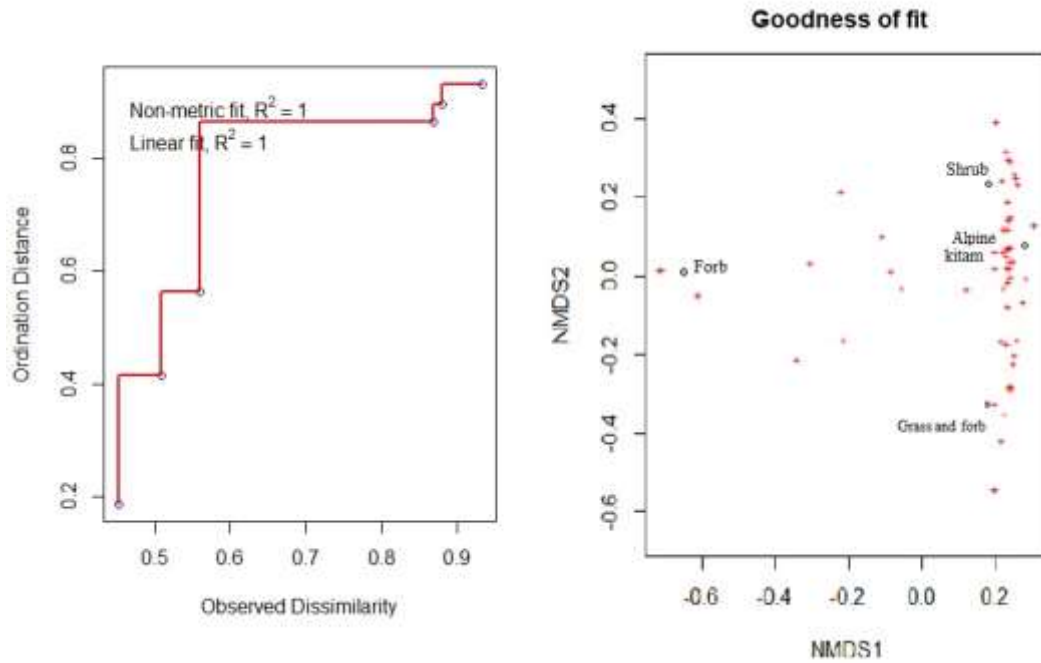 Non-metric fit, R² = 1
Linear fit, R² = 1
Ordination Distance
0.8
0.6
0.4
0.2
0.5 0.6 0.7 0.8 0.9
Observed Dissimilarity
Goodness of fit
NMDS2
0.4
0.2
0.0
-0.2
-0.4
-0.6
Shrub
Alpine
kitam
Forb
Grass and forb
-0.6 -0.4 -0.2 0.0 0.2
NMDS1